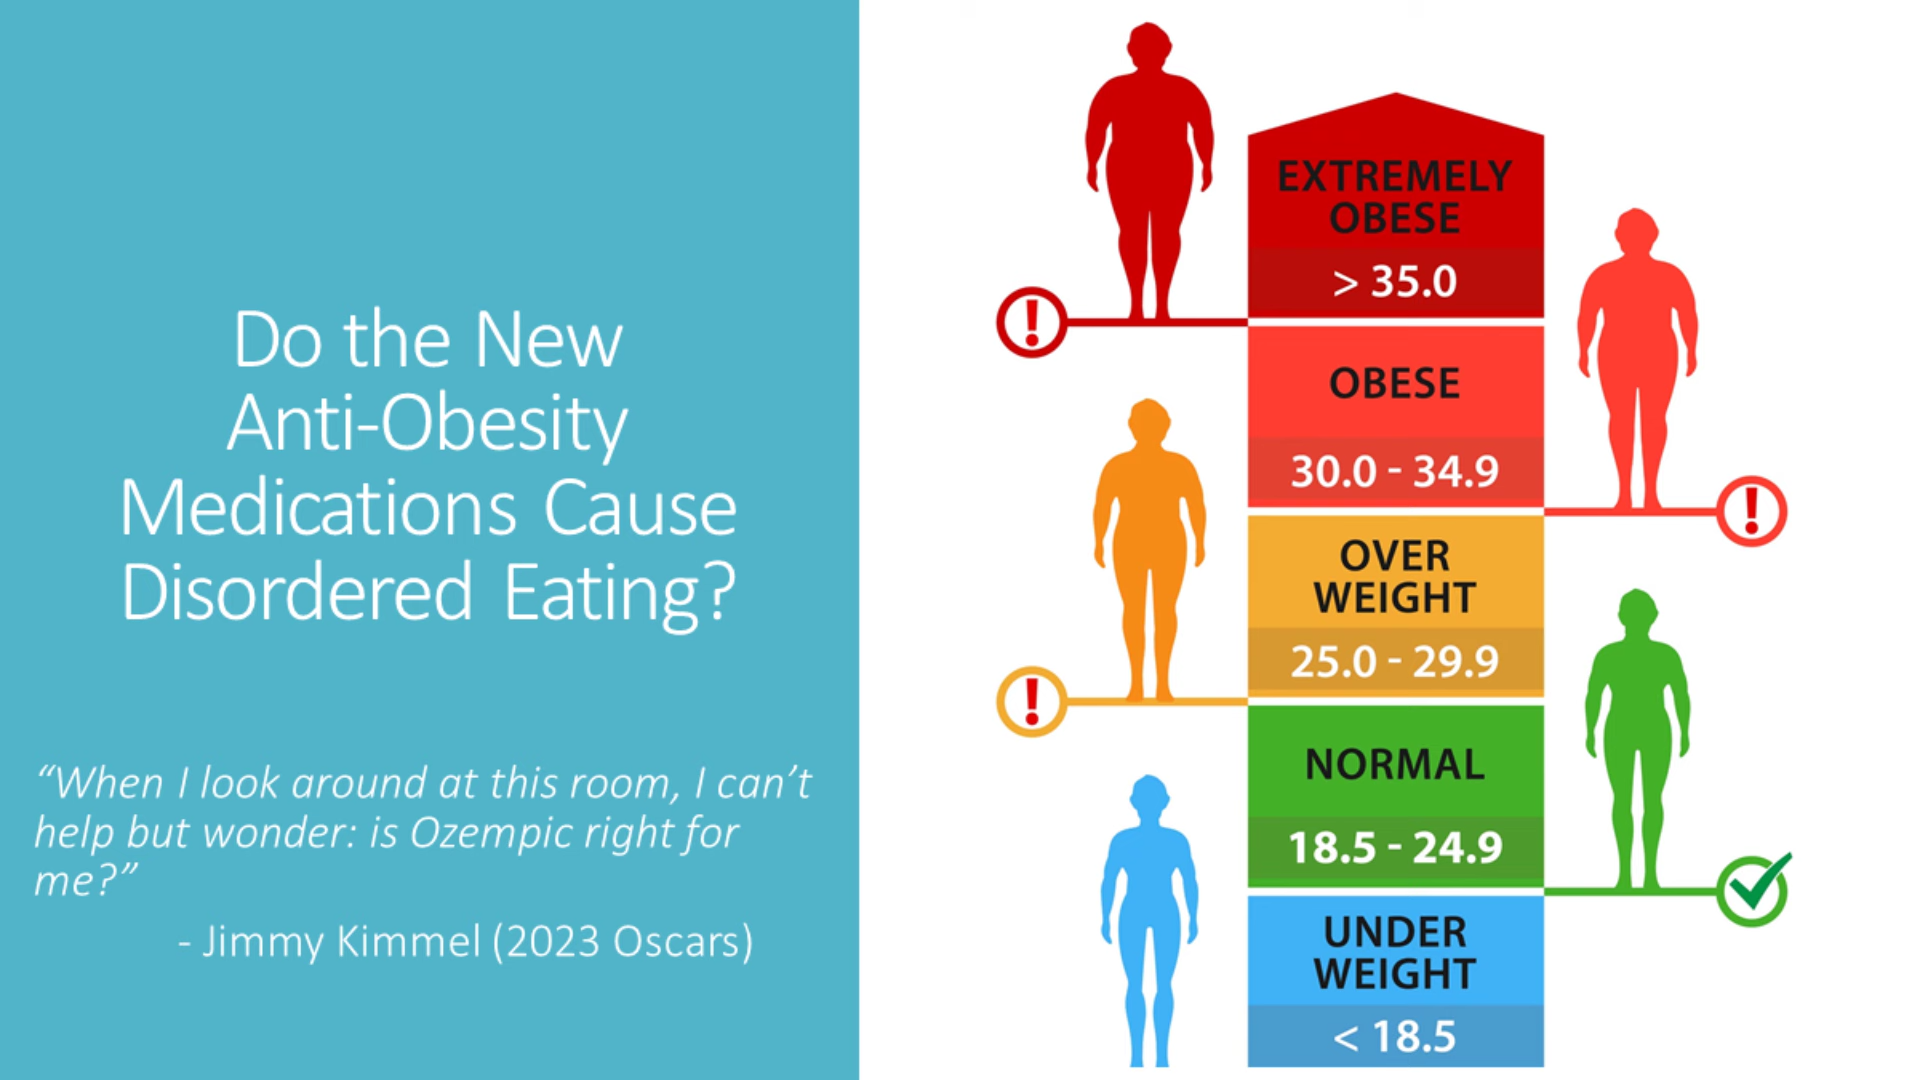 Do the New
Anti-Obesity
Medications Cause
Disordered Eating?
“When I look around at this room, I can’t
help but wonder: is Ozempic right for
me?”
- Jimmy Kimmel (2023 Oscars)
EXTREMELY
OBESE
> 35.0
!
OBESE
30.0 - 34.9
!
OVER
WEIGHT
25.0 - 29.9
!
NORMAL
18.5 - 24.9
UNDER
WEIGHT
< 18.5